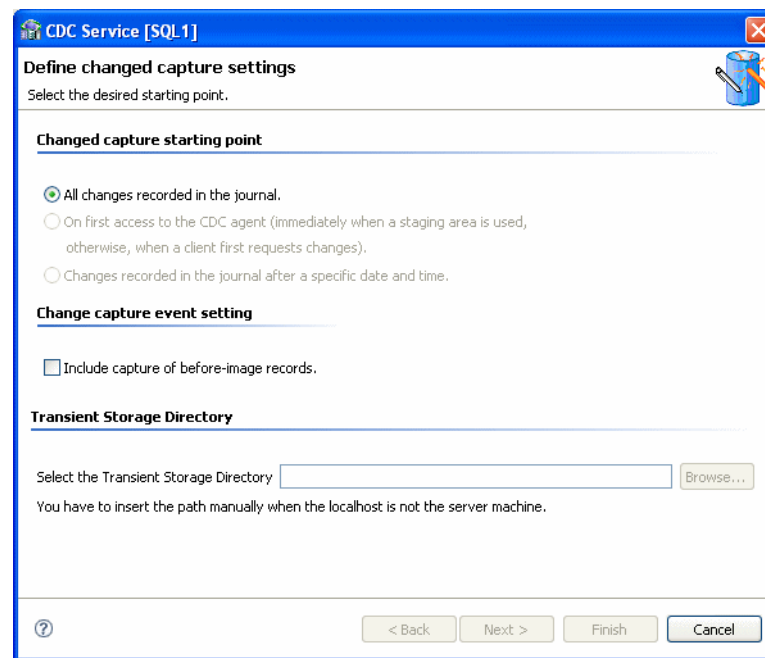 CDC Service [SQL1]
Define changed capture settings
Select the desired starting point.
Changed capture starting point
All changes recorded in the journal.
On first access to the CDC agent (immediately when a staging area is used,
otherwise, when a client first requests changes).
Changes recorded in the journal after a specific date and time.
Change capture event setting
Include capture of before-image records.
Transient Storage Directory
Select the Transient Storage Directory
Browse...
You have to insert the path manually when the localhost is not the server machine.
?
< Back
Next >
Finish
Cancel